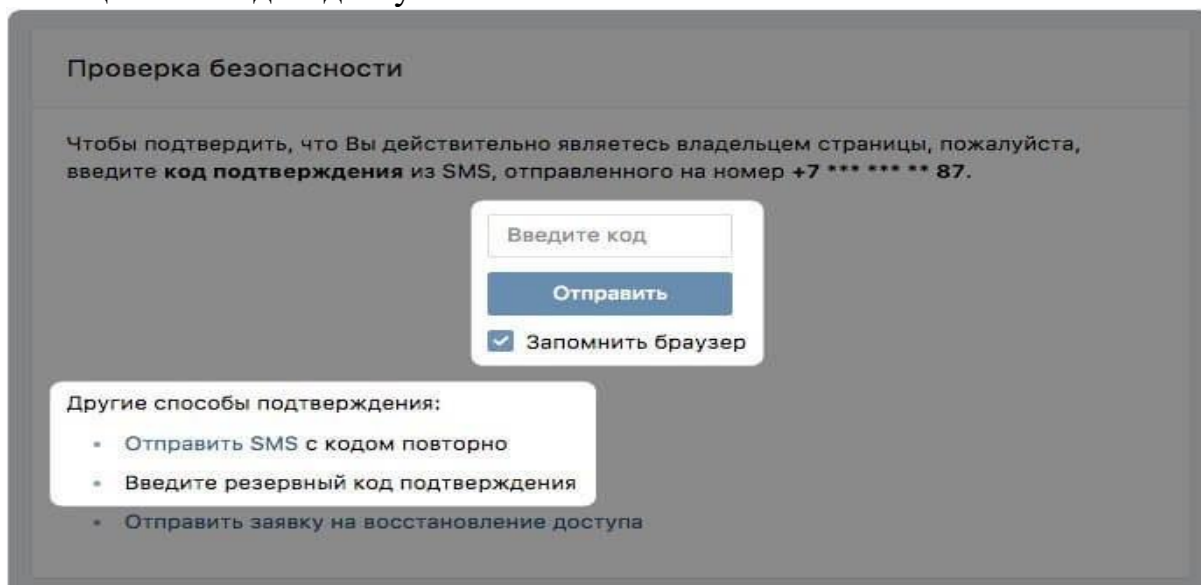 Проверка безопасности
Чтобы подтвердить, что Вы действительно являетесь владельцем страницы, пожалуйста,
введите код подтверждения из SMS, отправленного на номер +7 *** *** ** 87.
Введите код
Отправить
Запомнить браузер
Другие способы подтверждения:
• Отправить SMS с кодом повторно
• Введите резервный код подтверждения
• Отправить заявку на восстановление доступа